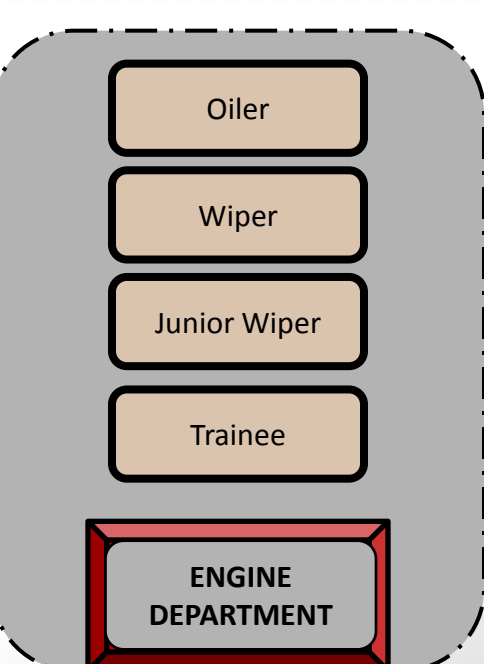 Oiler
Wiper
Junior Wiper
Trainee
ENGINE
DEPARTMENT